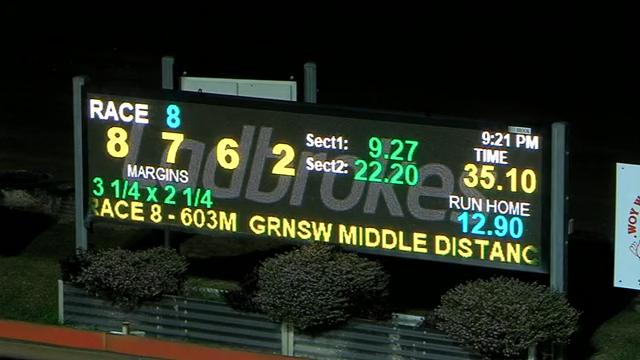 RACE 8
9:21 PM
8 7 6 2
Sect1: 9.27
Sect2: 22.20
TIME
35.10
MARGINS
3 1/4 x 2 1/4
RUN HOME
12.90
RACE 8 - 603M GRNSW MIDDLE DISTANC
Ladbrokes
WOY